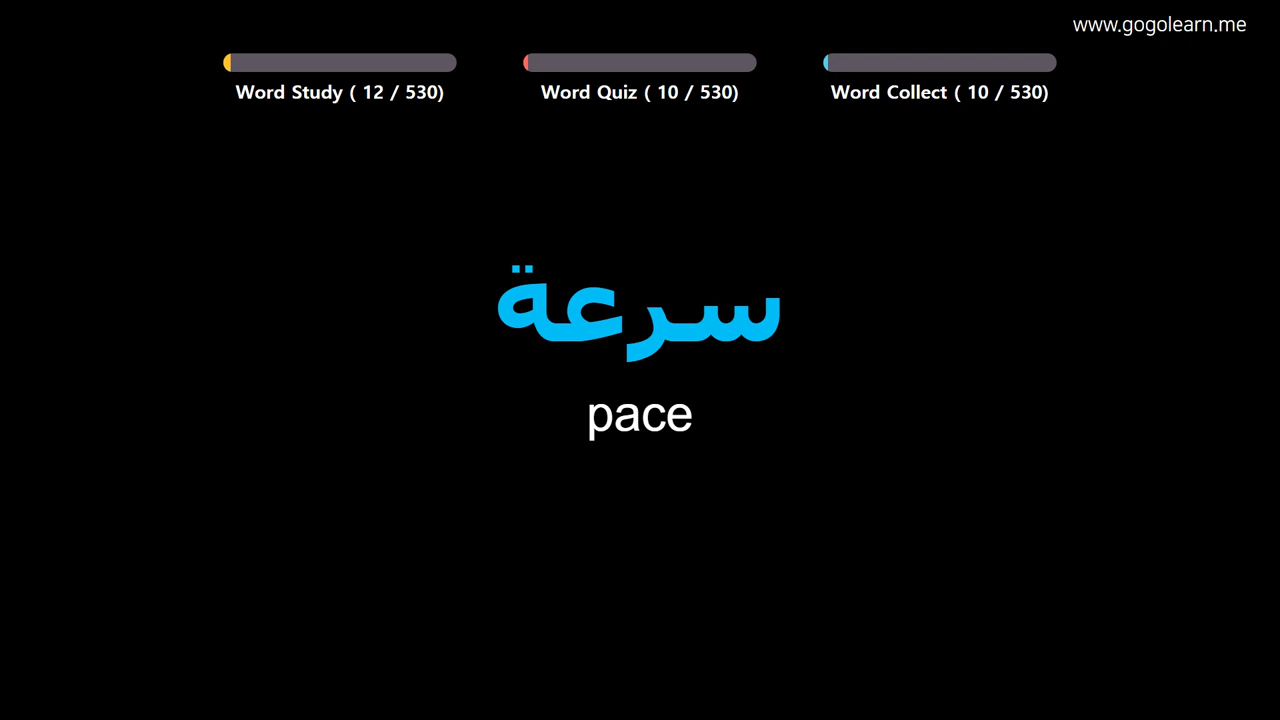 www.gogolearn.me
Word Study ( 12 / 530)
Word Quiz ( 10 / 530)
Word Collect ( 10 / 530)
سرعة
pace